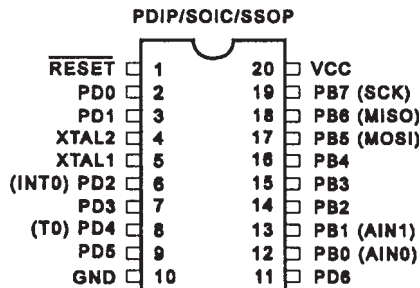 PDIP/SOIC/SSOP
RESET 1 20 VCC
PD0 2 19 PB7 (SCK)
PD1 3 18 PB6 (MISO)
XTAL2 4 17 PB5 (MOSI)
XTAL1 5 16 PB4
(INT0) PD2 6 15 PB3
PD3 7 14 PB2
(T0) PD4 8 13 PB1 (AIN1)
PD5 9 12 PB0 (AIN0)
GND 10 11 PD6